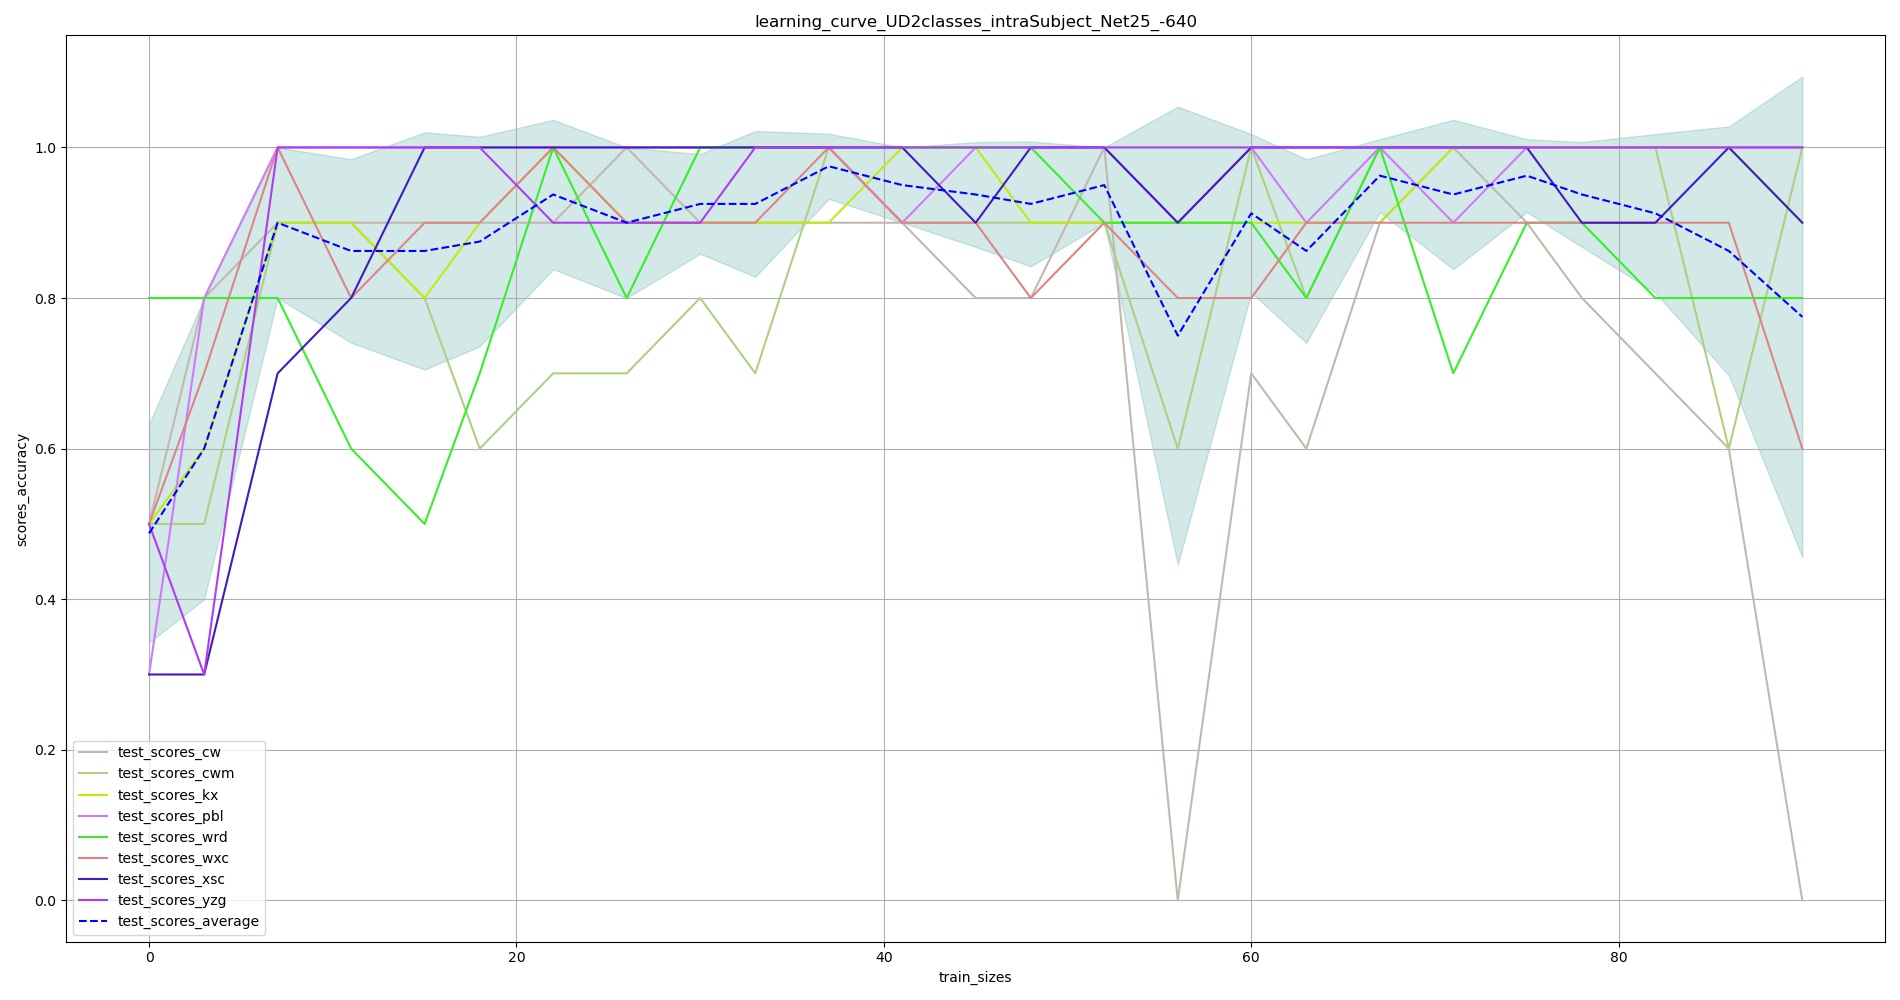 learning_curve_UD2classes_intraSubject_Net25_-640
scores_accuracy
1.0
0.8
0.6
0.4
0.2
0.0
test_scores_cw
test_scores_cwm
test_scores_kx
test_scores_pbl
test_scores_wrd
test_scores_wxc
test_scores_xsc
test_scores_yzg
test_scores_average
0 20 40 60 80
train_sizes